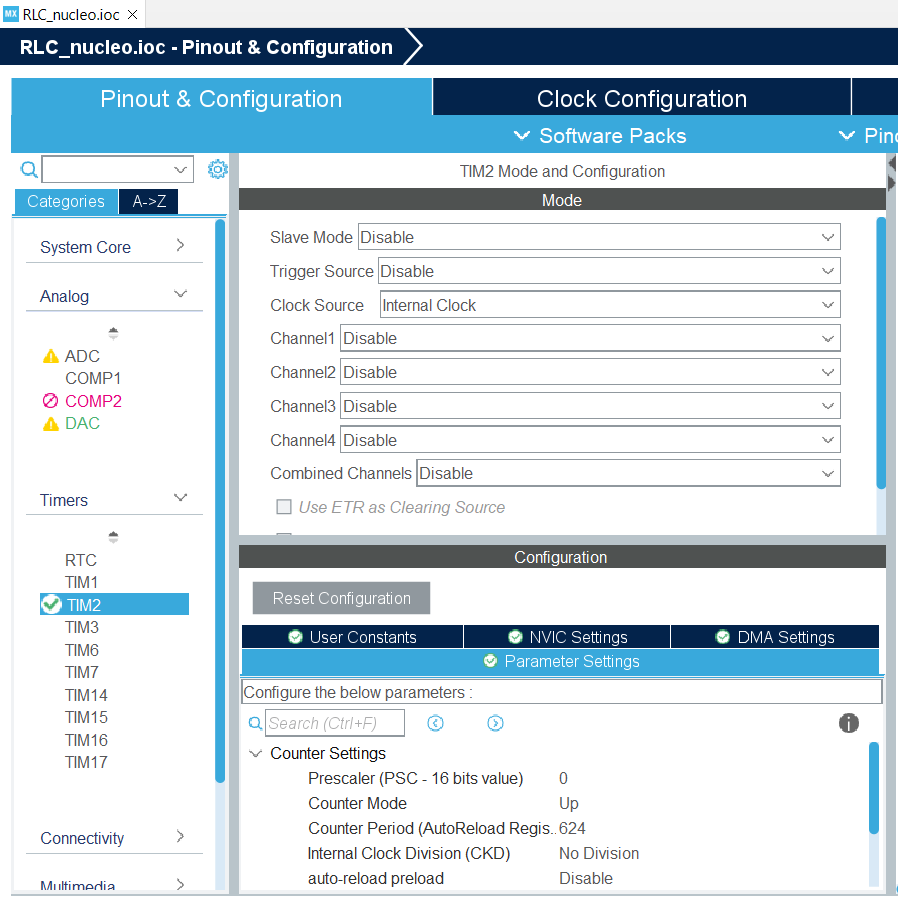 MX RLC_nucleo.ioc
RLC_nucleo.ioc - Pinout & Configuration
Pinout & Configuration
Clock Configuration
Software Packs
Pino
Categories
A->Z
System Core
Analog
ADC
COMP1
COMP2
DAC
Timers
RTC
TIM1
TIM2
TIM3
TIM6
TIM7
TIM14
TIM15
TIM16
TIM17
Connectivity
Multimedia
TIM2 Mode and Configuration
Mode
Slave Mode Disable
Trigger Source Disable
Clock Source Internal Clock
Channel1 Disable
Channel2 Disable
Channel3 Disable
Channel4 Disable
Combined Channels Disable
Use ETR as Clearing Source
Configuration
Reset Configuration
User Constants
NVIC Settings
DMA Settings
Parameter Settings
Configure the below parameters :
Search (Ctrl+F)
Counter Settings
Prescaler (PSC - 16 bits value) 0
Counter Mode Up
Counter Period (AutoReload Regis.. 624
Internal Clock Division (CKD) No Division
auto-reload preload Disable